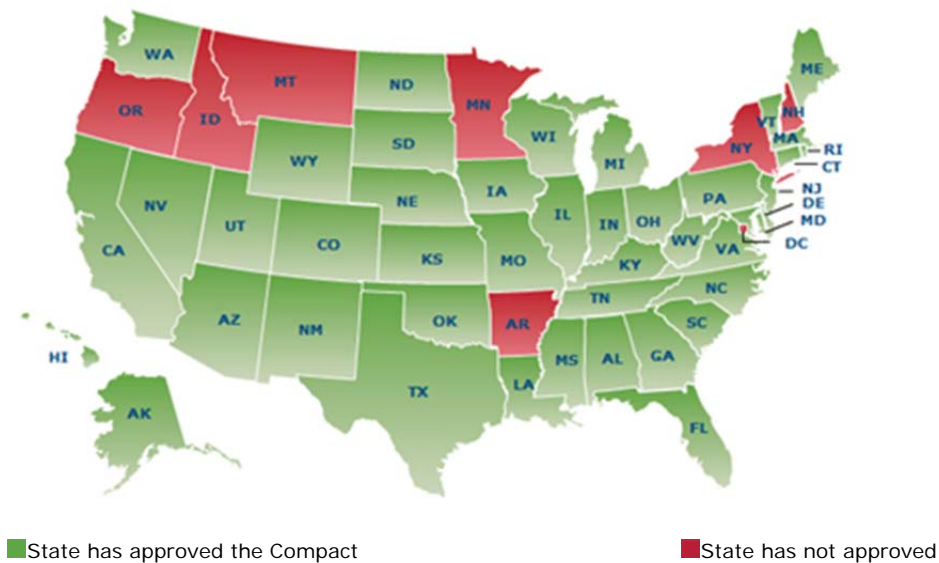 WA
ME
MT
ND
OR
MN
VT
NH
ID
MA
SD
WI
NY
RI
WY
MI
CT
IA
NJ
NE
PA
DE
NV
IL
IN
OH
MD
UT
CO
WV
VA
DC
CA
KS
MO
KY
NC
TN
AZ
NM
OK
AR
SC
HI
MS
AL
GA
TX
LA
AK
FL
State has approved the Compact
State has not approved